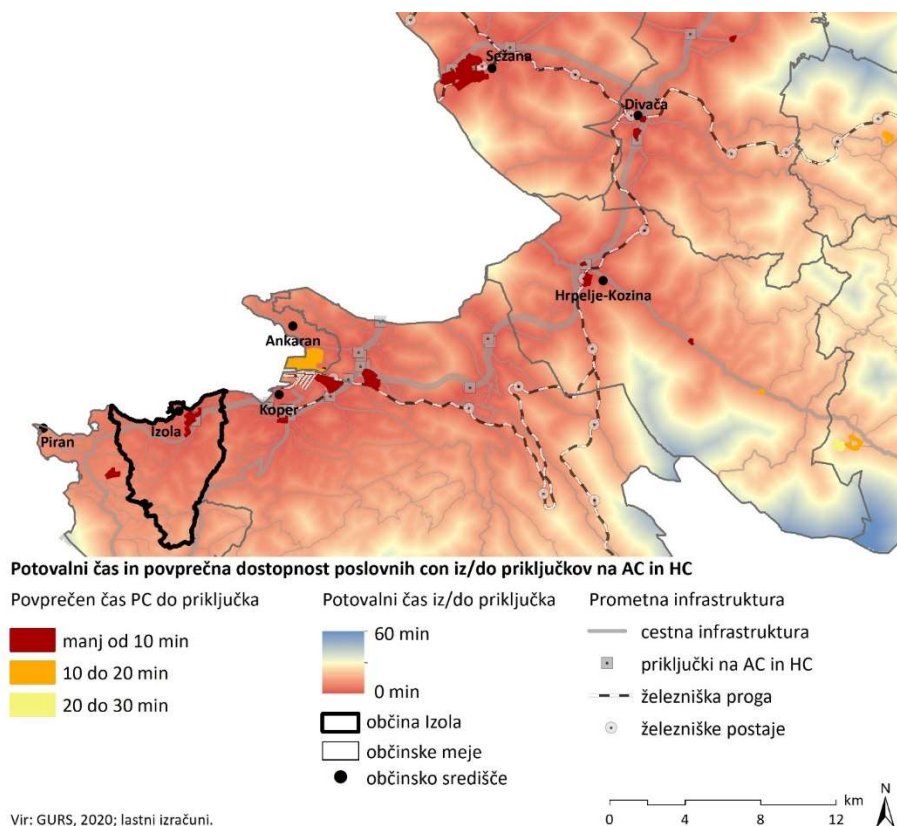 Sežana
Divača
Hrpelje-Kozina
Ankaran
Koper
Izola
Piran
Potovalni čas in povprečna dostopnost poslovnih con iz/do priključkov na AC in HC
Povprečen čas PC do priključka
manj od 10 min
10 do 20 min
20 do 30 min
Potovalni čas iz/do priključka
60 min
0 min
občina Izola
občinske meje
občinsko središče
Prometna infrastruktura
cestna infrastruktura
priključki na AC in HC
železniška proga
železniške postaje
Vir: GURS, 2020; lastni izračuni.
km
0 4 8 12
N